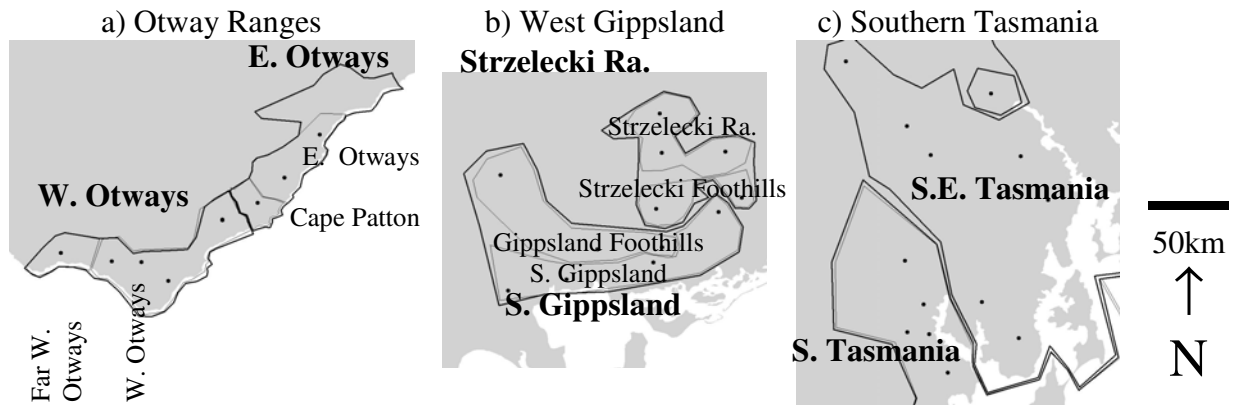 a) Otway Ranges
E. Otways
E. Otways
W. Otways
Cape Patton
Far W.
Otways
W. Otways
b) West Gippsland
Strzelecki Ra.
Strzelecki Ra.
Strzelecki Foothills
Gippsland Foothills
S. Gippsland
S. Gippsland
c) Southern Tasmania
S.E. Tasmania
S. Tasmania
50km
N